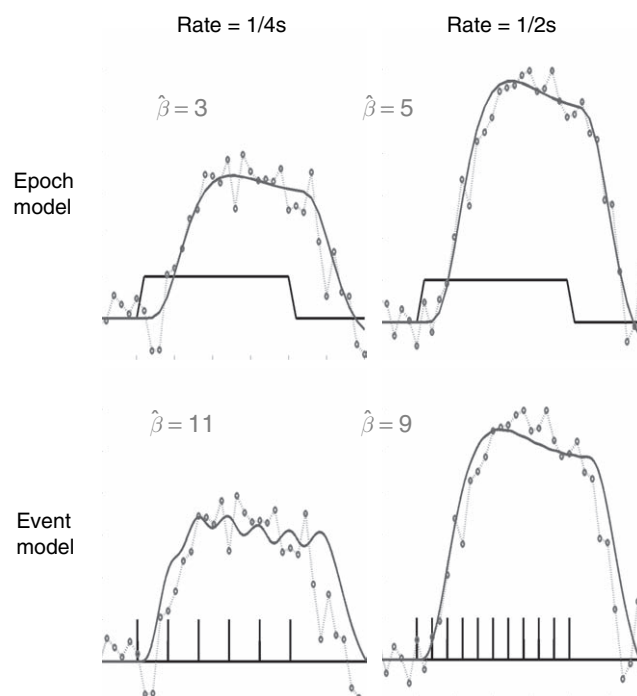 Rate = 1/4s
Rate = 1/2s
β̂ = 3
β̂ = 5
Epoch
model
β̂ = 11
β̂ = 9
Event
model